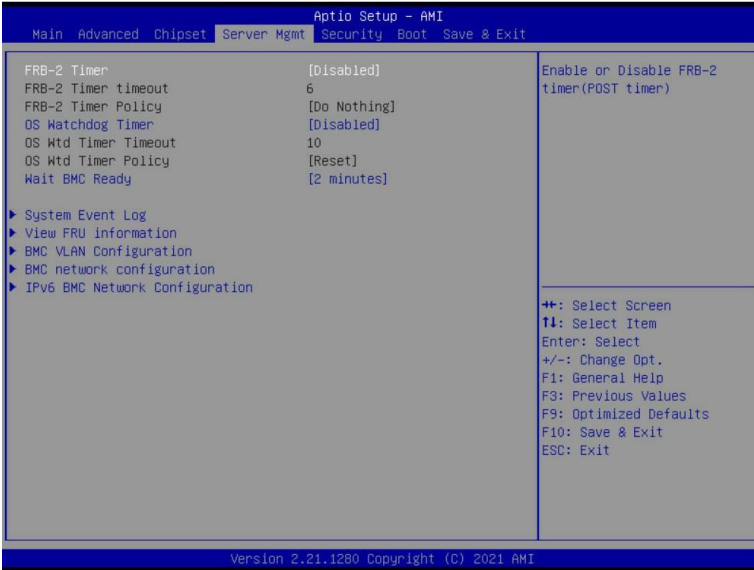 Aptio Setup – AMI
Main Advanced Chipset Server Mgmt Security Boot Save & Exit
FRB-2 Timer [Disabled]
FRB-2 Timer timeout 6
FRB-2 Timer Policy [Do Nothing]
OS Watchdog Timer [Disabled]
OS Wtd Timer Timeout 10
OS Wtd Timer Policy [Reset]
Wait BMC Ready [2 minutes]
▶ System Event Log
▶ View FRU information
▶ BMC VLAN Configuration
▶ BMC network configuration
▶ IPv6 BMC Network Configuration
Enable or Disable FRB-2
timer(POST timer)
→←: Select Screen
↑↓: Select Item
Enter: Select
+/-: Change Opt.
F1: General Help
F3: Previous Values
F9: Optimized Defaults
F10: Save & Exit
ESC: Exit
Version 2.21.1280 Copyright (C) 2021 AMI